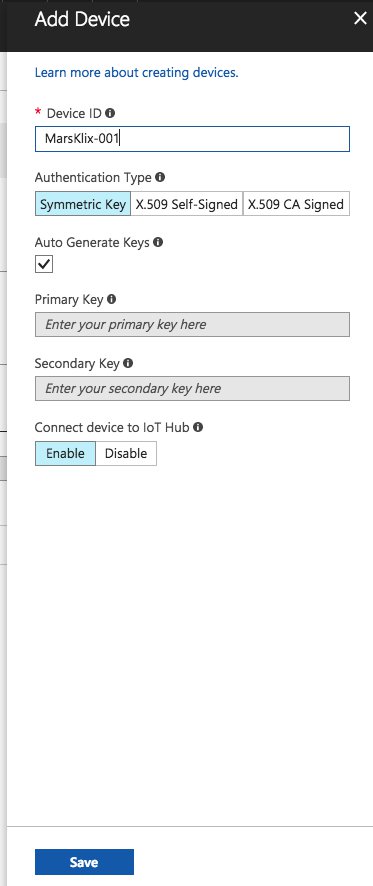 Add Device
Learn more about creating devices.
* Device ID
MarsKlix-001
Authentication Type
Symmetric Key X.509 Self-Signed X.509 CA Signed
Auto Generate Keys
Primary Key
Enter your primary key here
Secondary Key
Enter your secondary key here
Connect device to IoT Hub
Enable Disable
Save